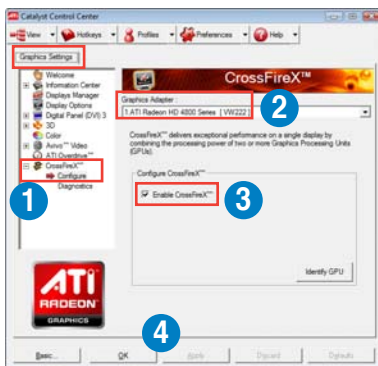 Catalyst Control Center
View
Hotkeys
Profiles
Preferences
Help
Graphics Settings
Welcome
Information Center
Displays Manager
Display Options
Digital Panel (DVI) 3
3D
Color
Avivo™ Video
ATI Overdrive™
CrossFireX™
Configure
Diagnostics
CrossFireX™
Graphics Adapter :
1.ATI Radeon HD 4800 Series [ VW222 ]
CrossFireX™ delivers exceptional performance on a single display by
combining the processing power of two or more Graphics Processing Units
(GPUs).
Configure CrossFireX™
Enable CrossFireX™
Identify GPU
1
2
3
4
ATI
RADEON
GRAPHICS
Basic...
OK
Apply
Discard
Defaults